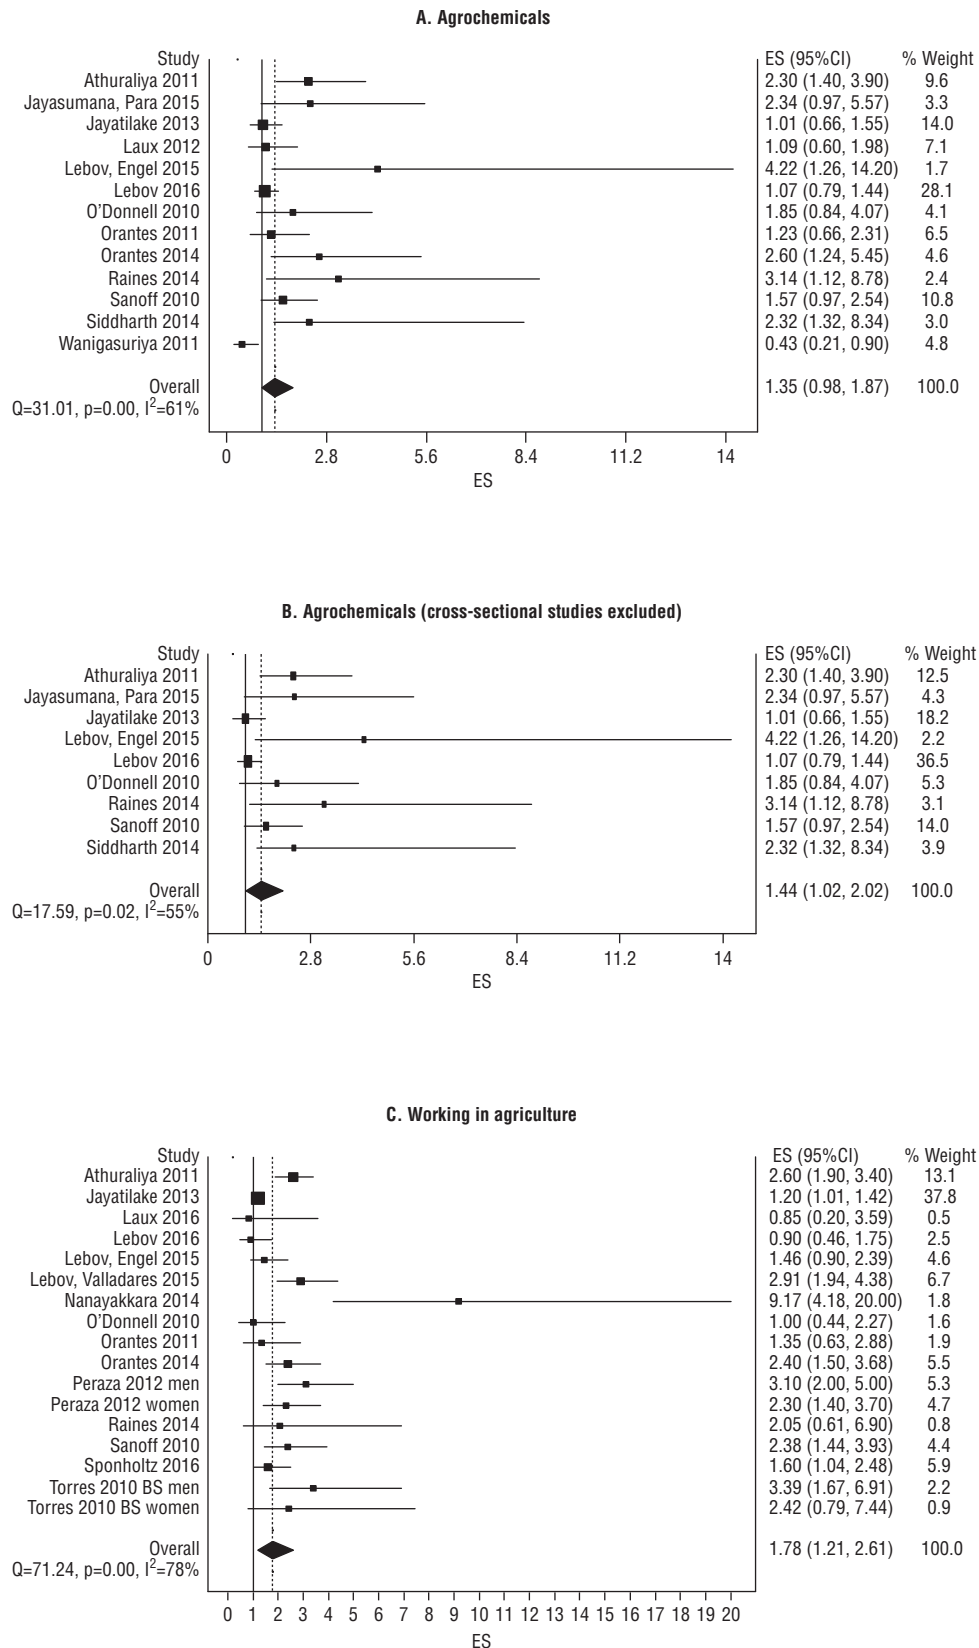 A. Agrochemicals
Study ES (95%CI) % Weight
Athuraliya 2011 2.30 (1.40, 3.90) 9.6
Jayasumana, Para 2015 2.34 (0.97, 5.57) 3.3
Jayatilake 2013 1.01 (0.66, 1.55) 14.0
Laux 2012 1.09 (0.60, 1.98) 7.1
Lebov, Engel 2015 4.22 (1.26, 14.20) 1.7
Lebov 2016 1.07 (0.79, 1.44) 28.1
O'Donnell 2010 1.85 (0.84, 4.07) 4.1
Orantes 2011 1.23 (0.66, 2.31) 6.5
Orantes 2014 2.60 (1.24, 5.45) 4.6
Raines 2014 3.14 (1.12, 8.78) 2.4
Sanoff 2010 1.57 (0.97, 2.54) 10.8
Siddharth 2014 2.32 (1.32, 8.34) 3.0
Wanigasuriya 2011 0.43 (0.21, 0.90) 4.8
Overall 1.35 (0.98, 1.87) 100.0
Q=31.01, p=0.00, I²=61%
0 2.8 5.6 8.4 11.2 14
ES
B. Agrochemicals (cross-sectional studies excluded)
Study ES (95%CI) % Weight
Athuraliya 2011 2.30 (1.40, 3.90) 12.5
Jayasumana, Para 2015 2.34 (0.97, 5.57) 4.3
Jayatilake 2013 1.01 (0.66, 1.55) 18.2
Lebov, Engel 2015 4.22 (1.26, 14.20) 2.2
Lebov 2016 1.07 (0.79, 1.44) 36.5
O'Donnell 2010 1.85 (0.84, 4.07) 5.3
Raines 2014 3.14 (1.12, 8.78) 3.1
Sanoff 2010 1.57 (0.97, 2.54) 14.0
Siddharth 2014 2.32 (1.32, 8.34) 3.9
Overall 1.44 (1.02, 2.02) 100.0
Q=17.59, p=0.02, I²=55%
0 2.8 5.6 8.4 11.2 14
ES
C. Working in agriculture
Study ES (95%CI) % Weight
Athuraliya 2011 2.60 (1.90, 3.40) 13.1
Jayatilake 2013 1.20 (1.01, 1.42) 37.8
Laux 2016 0.85 (0.20, 3.59) 0.5
Lebov 2016 0.90 (0.46, 1.75) 2.5
Lebov, Engel 2015 1.46 (0.90, 2.39) 4.6
Lebov, Valladares 2015 2.91 (1.94, 4.38) 6.7
Nanayakkara 2014 9.17 (4.18, 20.00) 1.8
O'Donnell 2010 1.00 (0.44, 2.27) 1.6
Orantes 2011 1.35 (0.63, 2.88) 1.9
Orantes 2014 2.40 (1.50, 3.68) 5.5
Peraza 2012 men 3.10 (2.00, 5.00) 5.3
Peraza 2012 women 2.30 (1.40, 3.70) 4.7
Raines 2014 2.05 (0.61, 6.90) 0.8
Sanoff 2010 2.38 (1.44, 3.93) 4.4
Sponholtz 2016 1.60 (1.04, 2.48) 5.9
Torres 2010 BS men 3.39 (1.67, 6.91) 2.2
Torres 2010 BS women 2.42 (0.79, 7.44) 0.9
Overall 1.78 (1.21, 2.61) 100.0
Q=71.24, p=0.00, I²=78%
0 1 2 3 4 5 6 7 8 9 10 11 12 13 14 15 16 17 18 19 20
ES